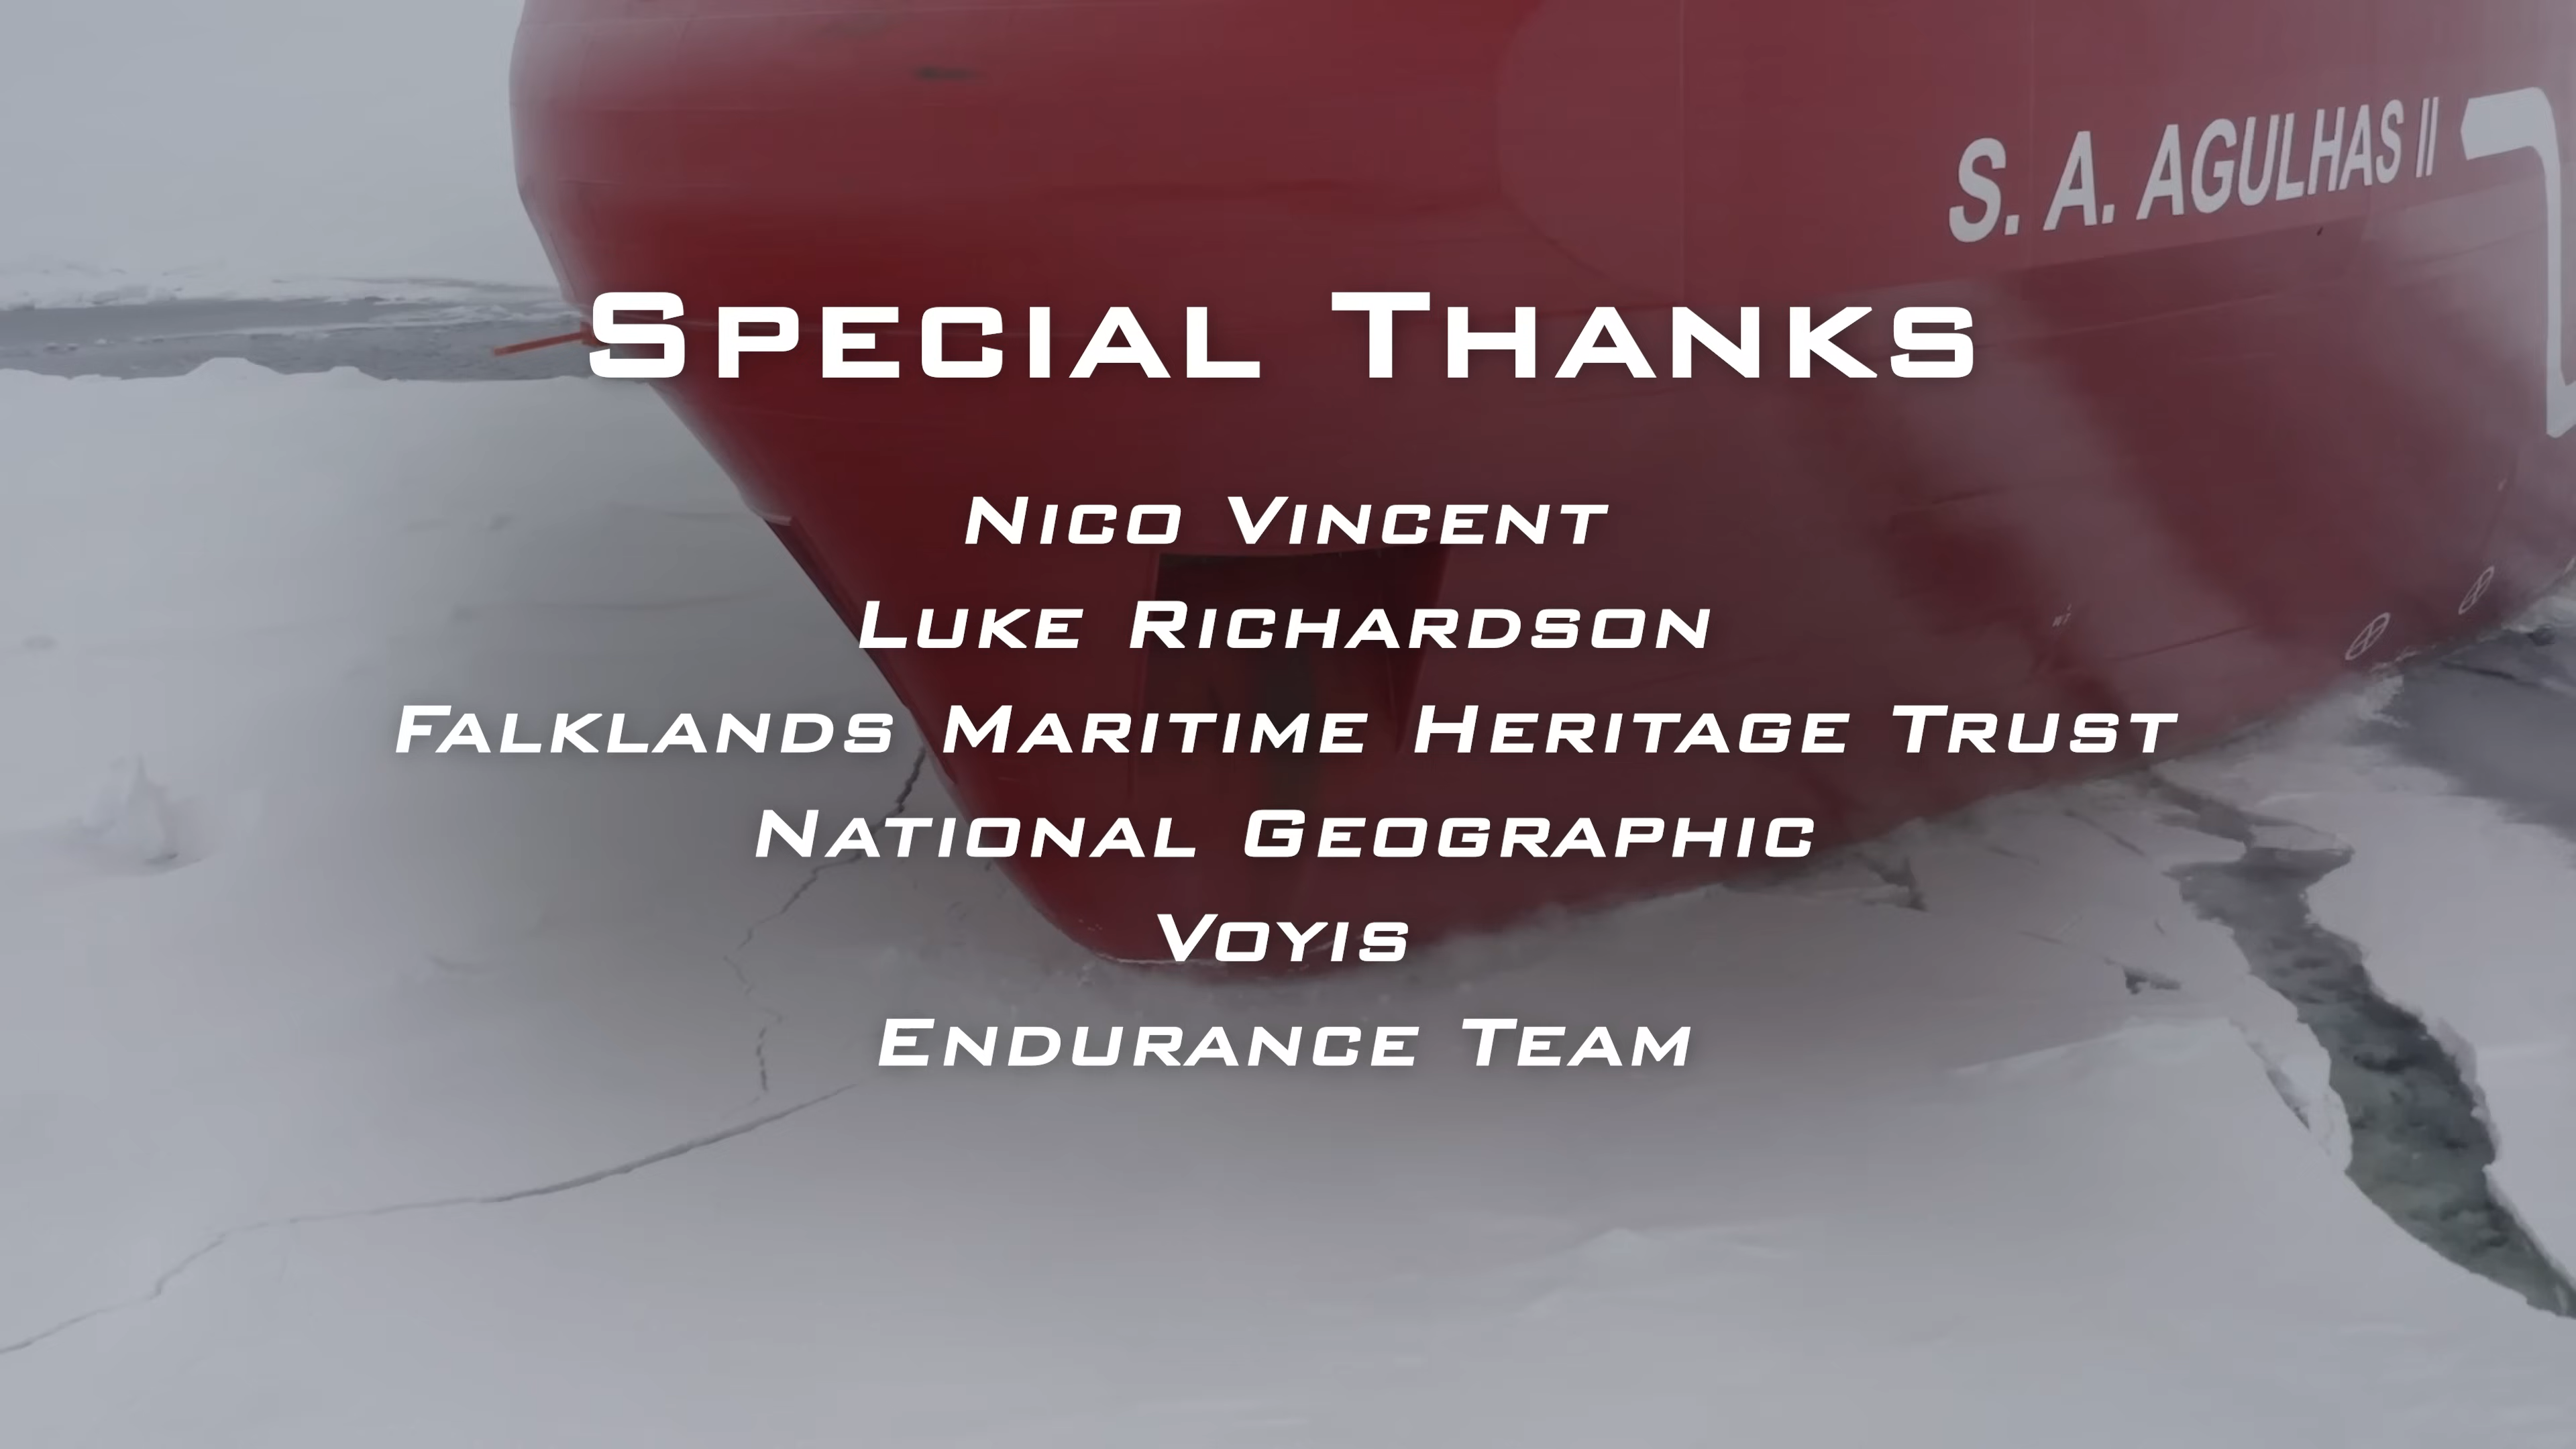 S. A. AGULHAS II
SPECIAL THANKS
NICO VINCENT
LUKE RICHARDSON
FALKLANDS MARITIME HERITAGE TRUST
NATIONAL GEOGRAPHIC
VOYIS
ENDURANCE TEAM